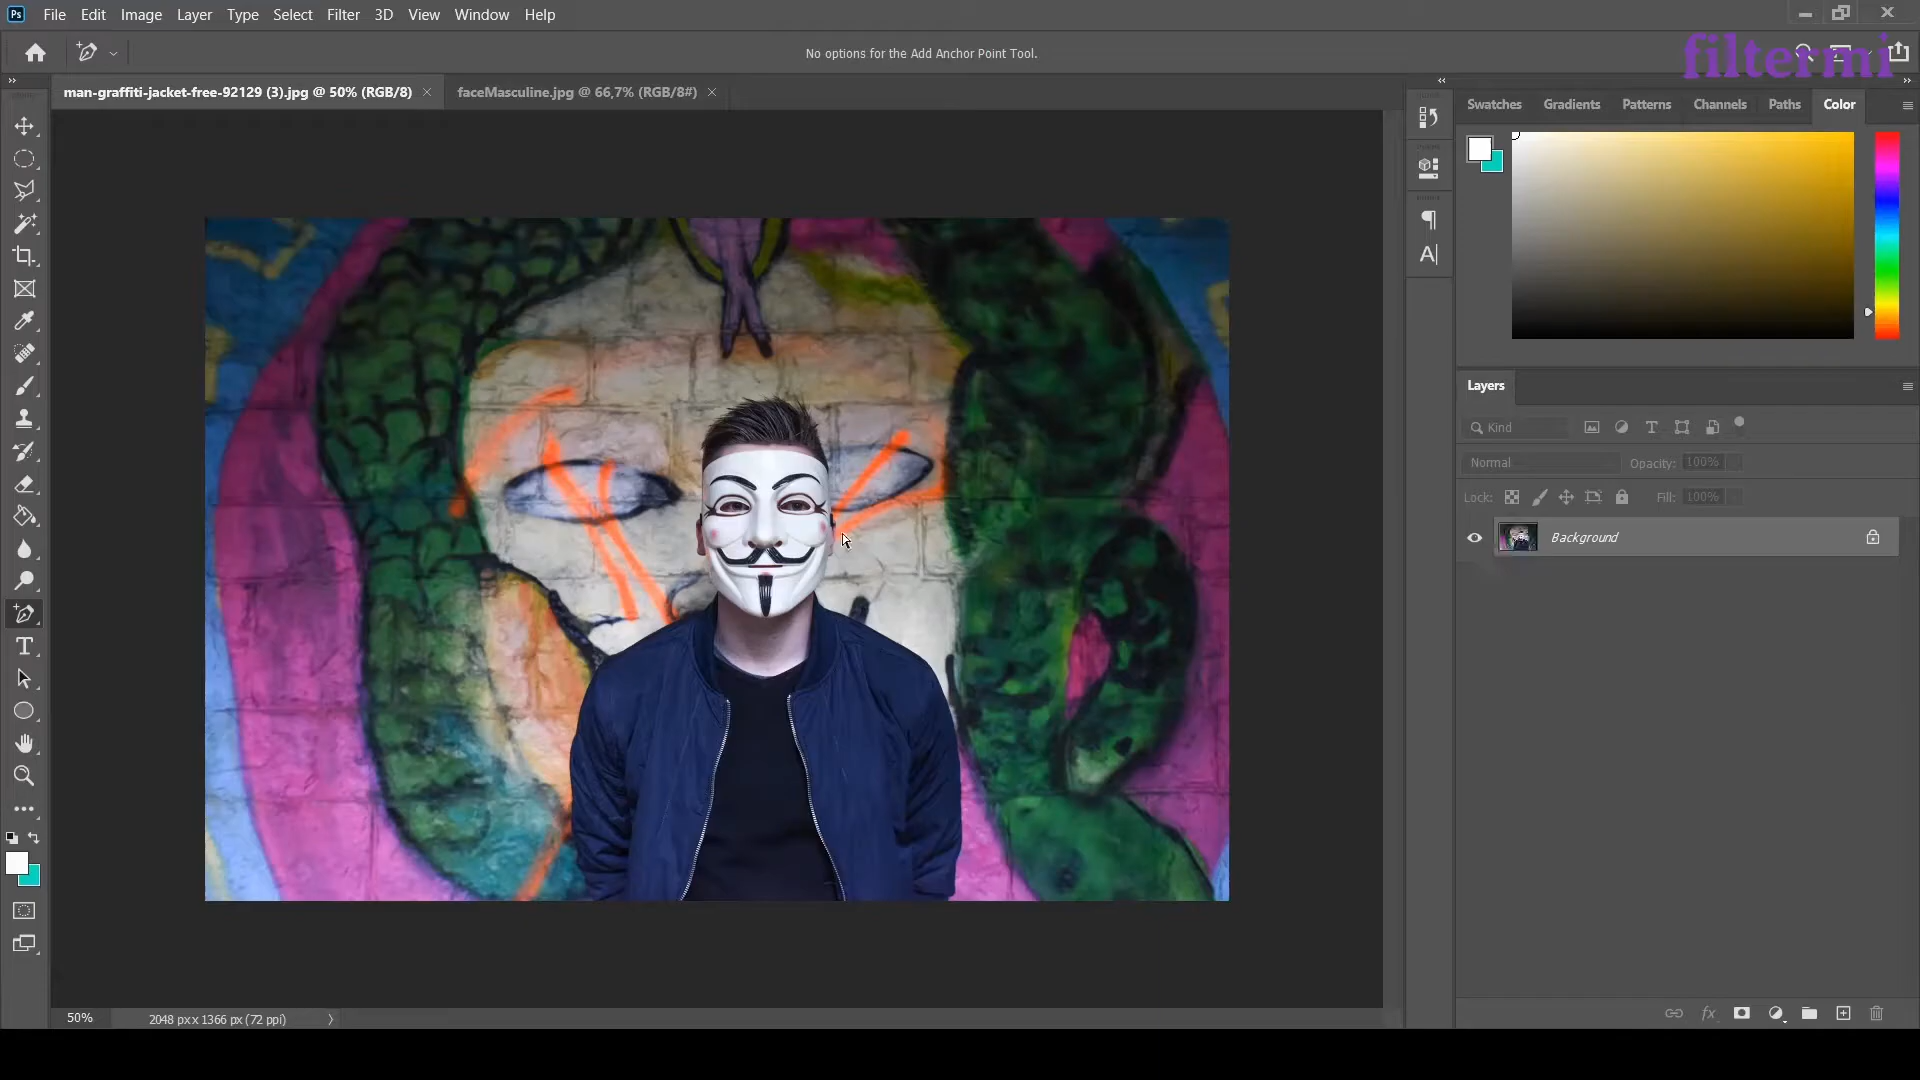 Ps File Edit Image Layer Type Select Filter 3D View Window Help
No options for the Add Anchor Point Tool.
filtermi
man-graffiti-jacket-free-92129 (3).jpg @ 50% (RGB/8)
faceMasculine.jpg @ 66,7% (RGB/8#)
Swatches Gradients Patterns Channels Paths Color
Layers
Kind
Normal Opacity: 100%
Lock: Fill: 100%
Background
fx
50% 2048 px x 1366 px (72 ppi)